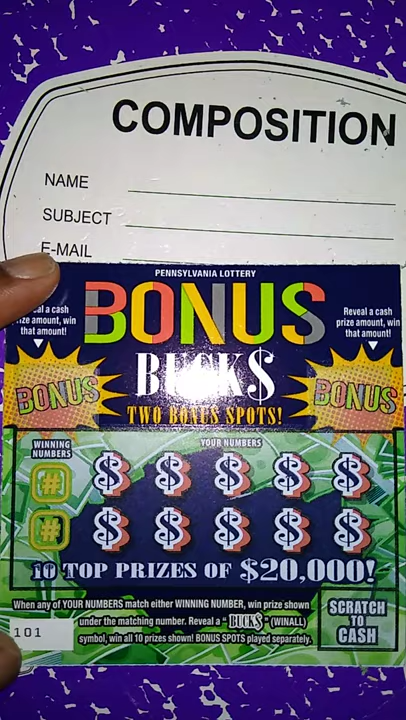 COMPOSITION
NAME
SUBJECT
E-MAIL
PENNSYLVANIA LOTTERY
BONUS
BUCK$
TWO BONUS SPOTS!
a cash
prize amount, win
that amount!
Reveal a cash
prize amount, win
that amount!
BONUS
BONUS
WINNING
NUMBERS
YOUR NUMBERS
# $ $ $ $ $
# $ $ $ $ $
10 TOP PRIZES OF $20,000!
When any of YOUR NUMBERS match either WINNING NUMBER, win prize shown
under the matching number. Reveal a "BUCK$" (WINALL)
symbol, win all 10 prizes shown! BONUS SPOTS played separately.
SCRATCH
TO
CASH
101